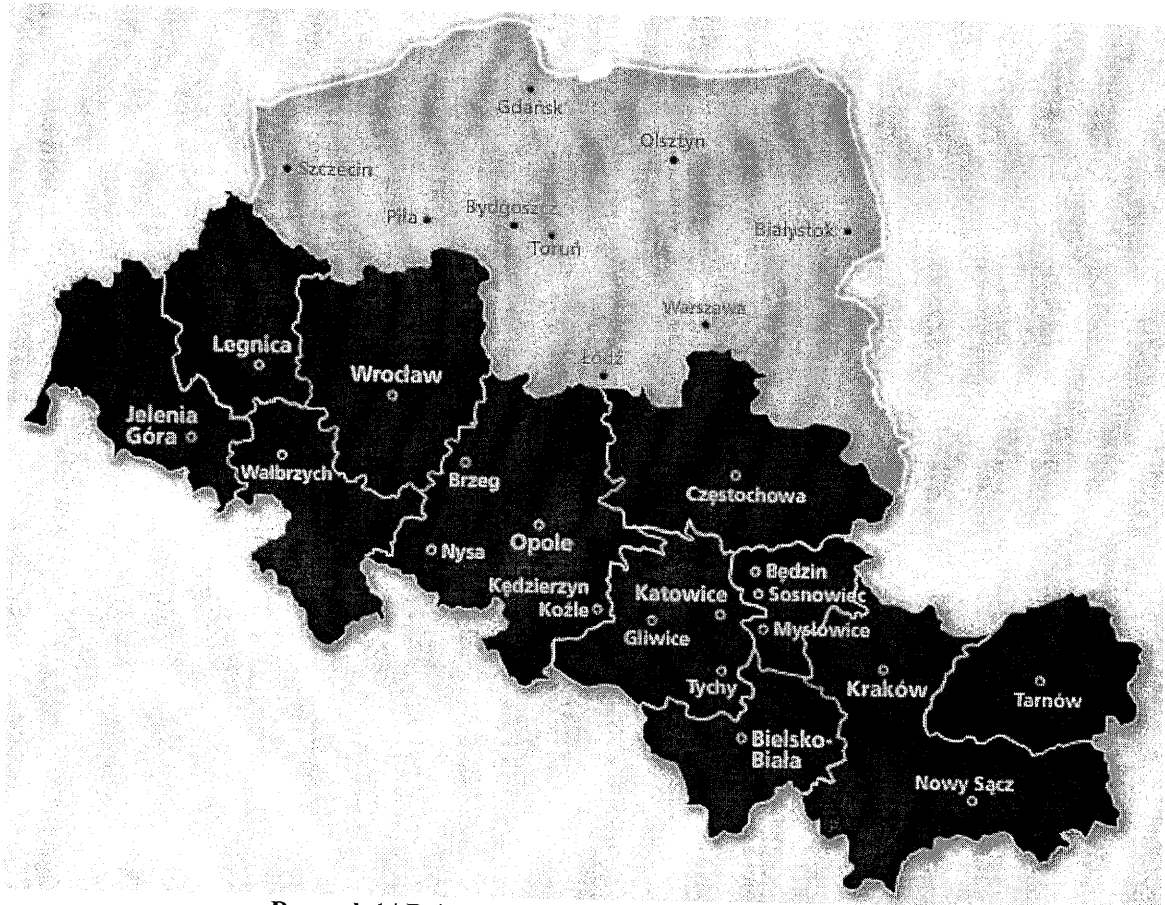 Gdańsk
Olsztyn
Szczecin
Piła
Bydgoszcz
Toruń
Białystok
Warszawa
Łódź
Legnica
Wrocław
Jelenia
Góra
Wałbrzych
Brzeg
Częstochowa
Opole
Nysa
Kędzierzyn
Koźle
Katowice
Gliwice
Będzin
Sosnowiec
Mysłowice
Tychy
Kraków
Tarnów
Bielsko-
Biała
Nowy Sącz